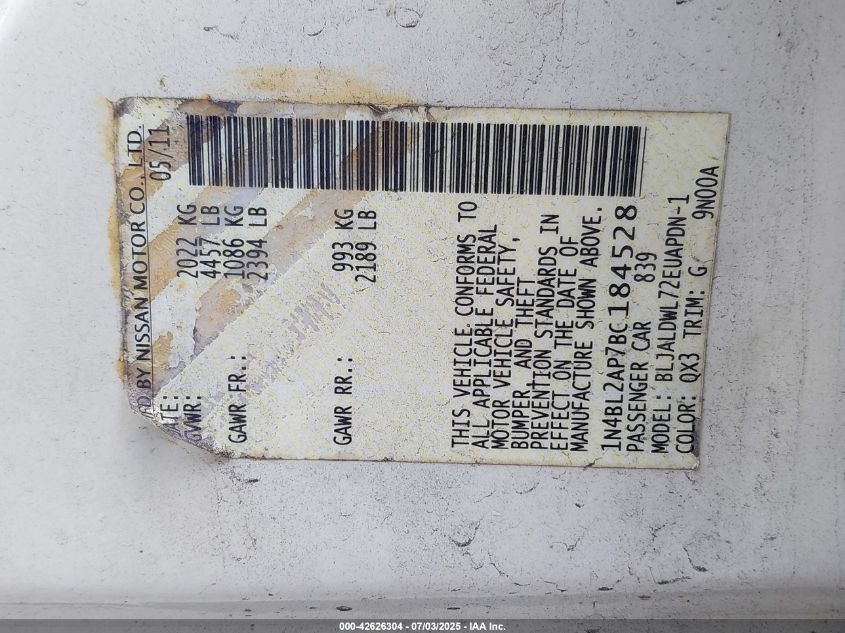 D BY NISSAN MOTOR CO., LTD.
TE: 05/11
GVWR: 2022 KG
4457 LB
GAWR FR.: 1086 KG
2394 LB
GAWR RR.: 993 KG
2189 LB
THIS VEHICLE CONFORMS TO
ALL APPLICABLE FEDERAL
MOTOR VEHICLE SAFETY,
BUMPER, AND THEFT
PREVENTION STANDARDS IN
EFFECT ON THE DATE OF
MANUFACTURE SHOWN ABOVE.
1N4BL2AP7BC184528
PASSENGER CAR 839
MODEL: BLJALDWL72EUAPDN-1
COLOR: QX3 TRIM: G 9N00A
000-42626304 - 07/03/2025 - IAA Inc.